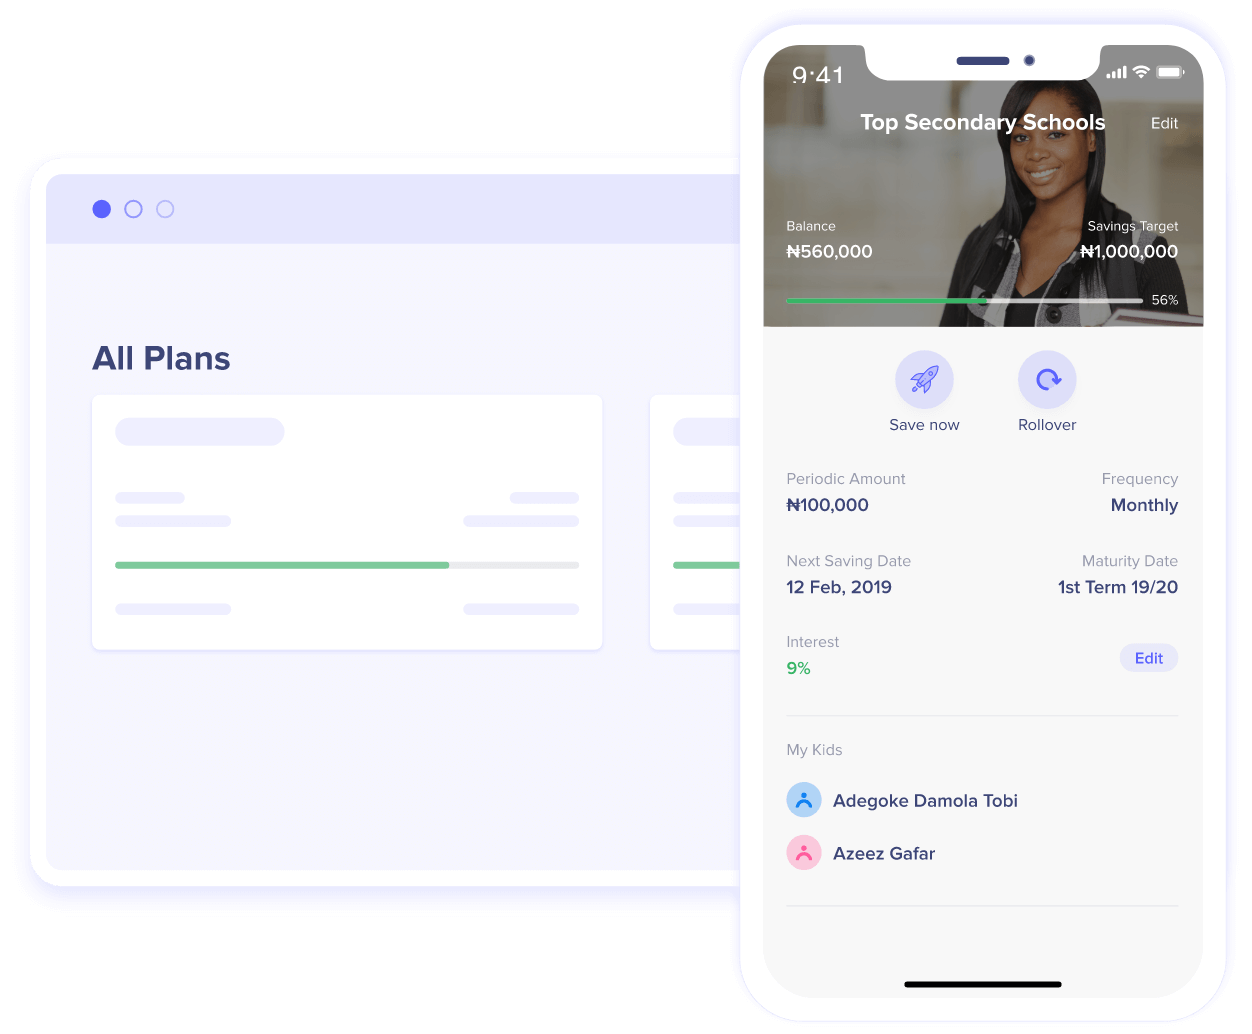 All Plans
9:41
Top Secondary Schools
Edit
Balance
Savings Target
₦560,000
₦1,000,000
56%
Save now
Rollover
Periodic Amount
Frequency
₦100,000
Monthly
Next Saving Date
Maturity Date
12 Feb, 2019
1st Term 19/20
Interest
9%
Edit
My Kids
Adegoke Damola Tobi
Azeez Gafar